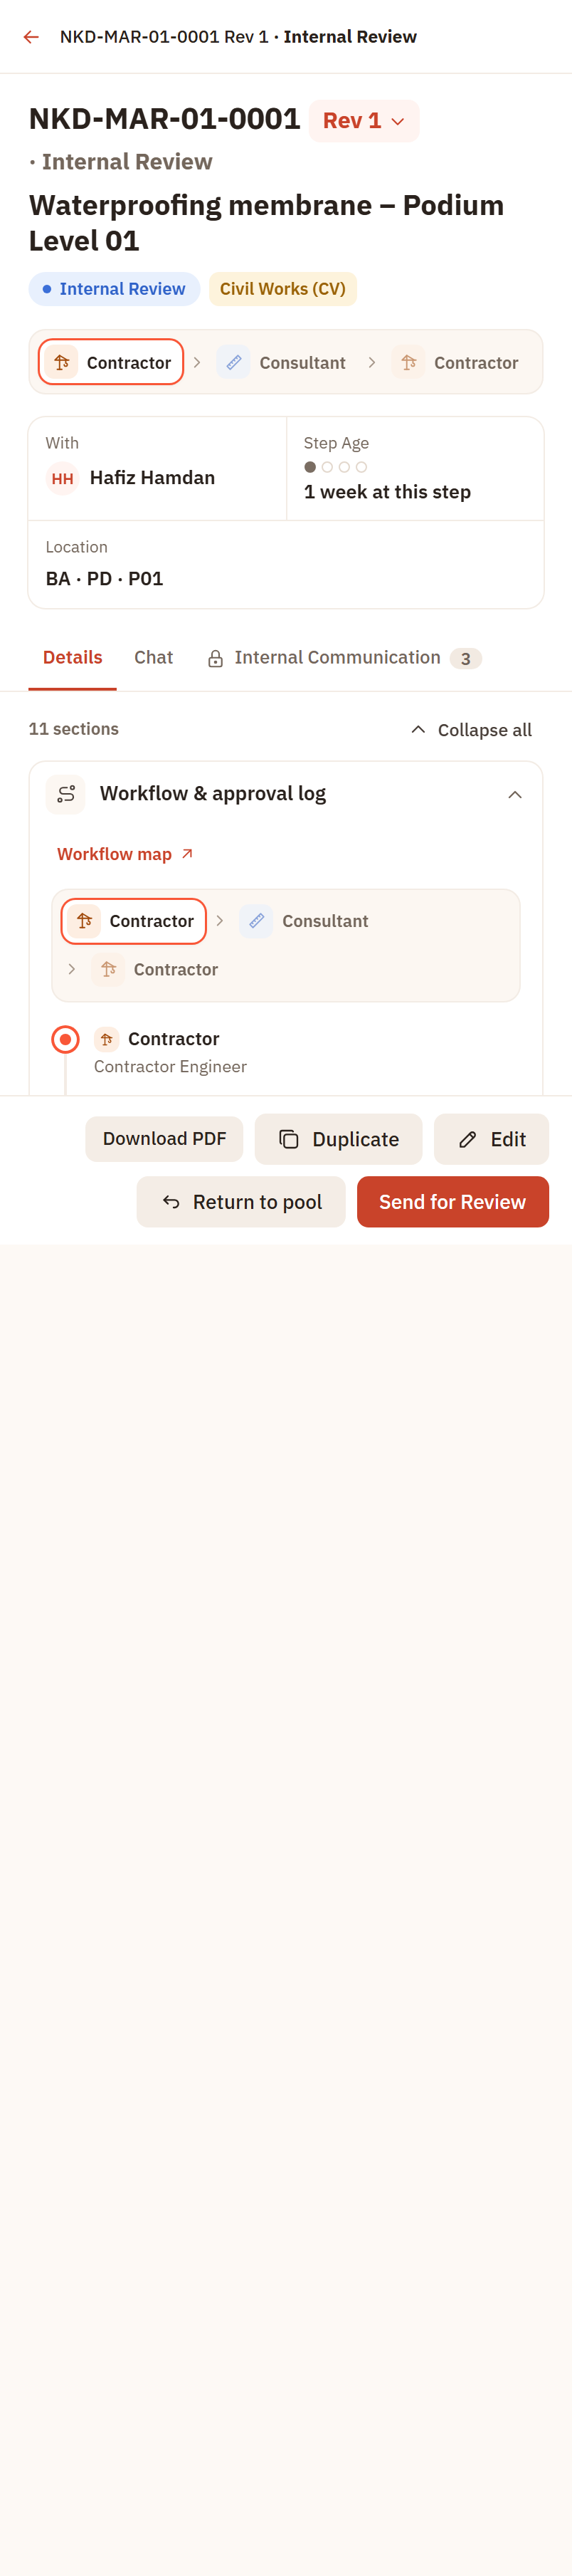 NKD-MAR-01-0001 Rev 1 · Internal Review
NKD-MAR-01-0001 Rev 1
· Internal Review
Waterproofing membrane – Podium
Level 01
Internal Review Civil Works (CV)
Contractor Consultant Contractor
With
HH Hafiz Hamdan
Step Age
1 week at this step
Location
BA · PD · P01
Details Chat Internal Communication 3
11 sections Collapse all
Workflow & approval log
Workflow map
Contractor Consultant
Contractor
Contractor
Contractor Engineer
Download PDF Duplicate Edit
Return to pool Send for Review